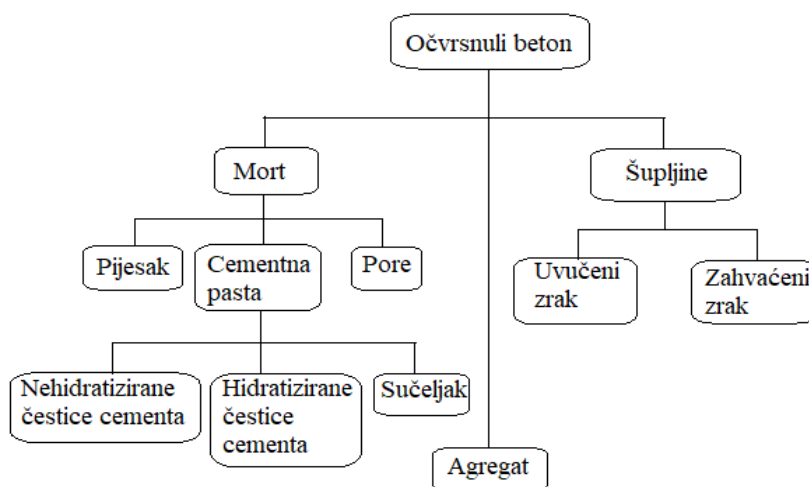 Očvrsnuli beton
Mort
Šupljine
Pijesak
Cementna
pasta
Pore
Uvučeni
zrak
Zahvaćeni
zrak
Nehidratizirane
čestice cementa
Hidratizirane
čestice
cementa
Sučeljak
Agregat